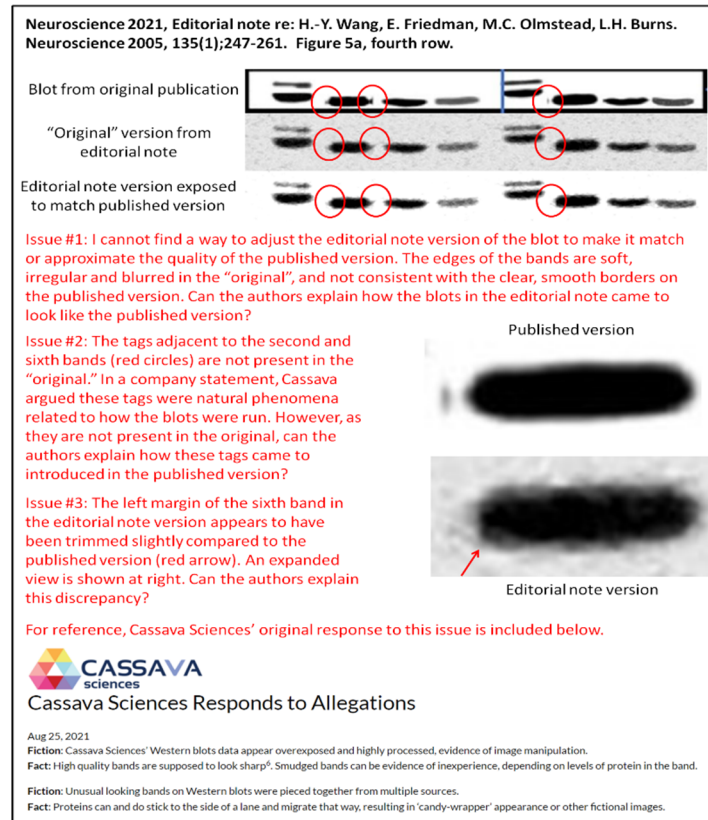 Neuroscience 2021, Editorial note re: H.-Y. Wang, E. Friedman, M.C. Olmstead, L.H. Burns.
Neuroscience 2005, 135(1);247-261. Figure 5a, fourth row.
Blot from original publication
“Original” version from
editorial note
Editorial note version exposed
to match published version
Issue #1: I cannot find a way to adjust the editorial note version of the blot to make it match
or approximate the quality of the published version. The edges of the bands are soft,
irregular and blurred in the “original”, and not consistent with the clear, smooth borders on
the published version. Can the authors explain how the blots in the editorial note came to
look like the published version?
Issue #2: The tags adjacent to the second and
sixth bands (red circles) are not present in the
“original.” In a company statement, Cassava
argued these tags were natural phenomena
related to how the blots were run. However, as
they are not present in the original, can the
authors explain how these tags came to
introduced in the published version?
Issue #3: The left margin of the sixth band in
the editorial note version appears to have
been trimmed slightly compared to the
published version (red arrow). An expanded
view is shown at right. Can the authors explain
this discrepancy?
Published version
Editorial note version
For reference, Cassava Sciences’ original response to this issue is included below.
CASSAVA
sciences
Cassava Sciences Responds to Allegations
Aug 25, 2021
Fiction: Cassava Sciences’ Western blots data appear overexposed and highly processed, evidence of image manipulation.
Fact: High quality bands are supposed to look sharp6. Smudged bands can be evidence of inexperience, depending on levels of protein in the band.
Fiction: Unusual looking bands on Western blots were pieced together from multiple sources.
Fact: Proteins can and do stick to the side of a lane and migrate that way, resulting in ‘candy-wrapper’ appearance or other fictional images.